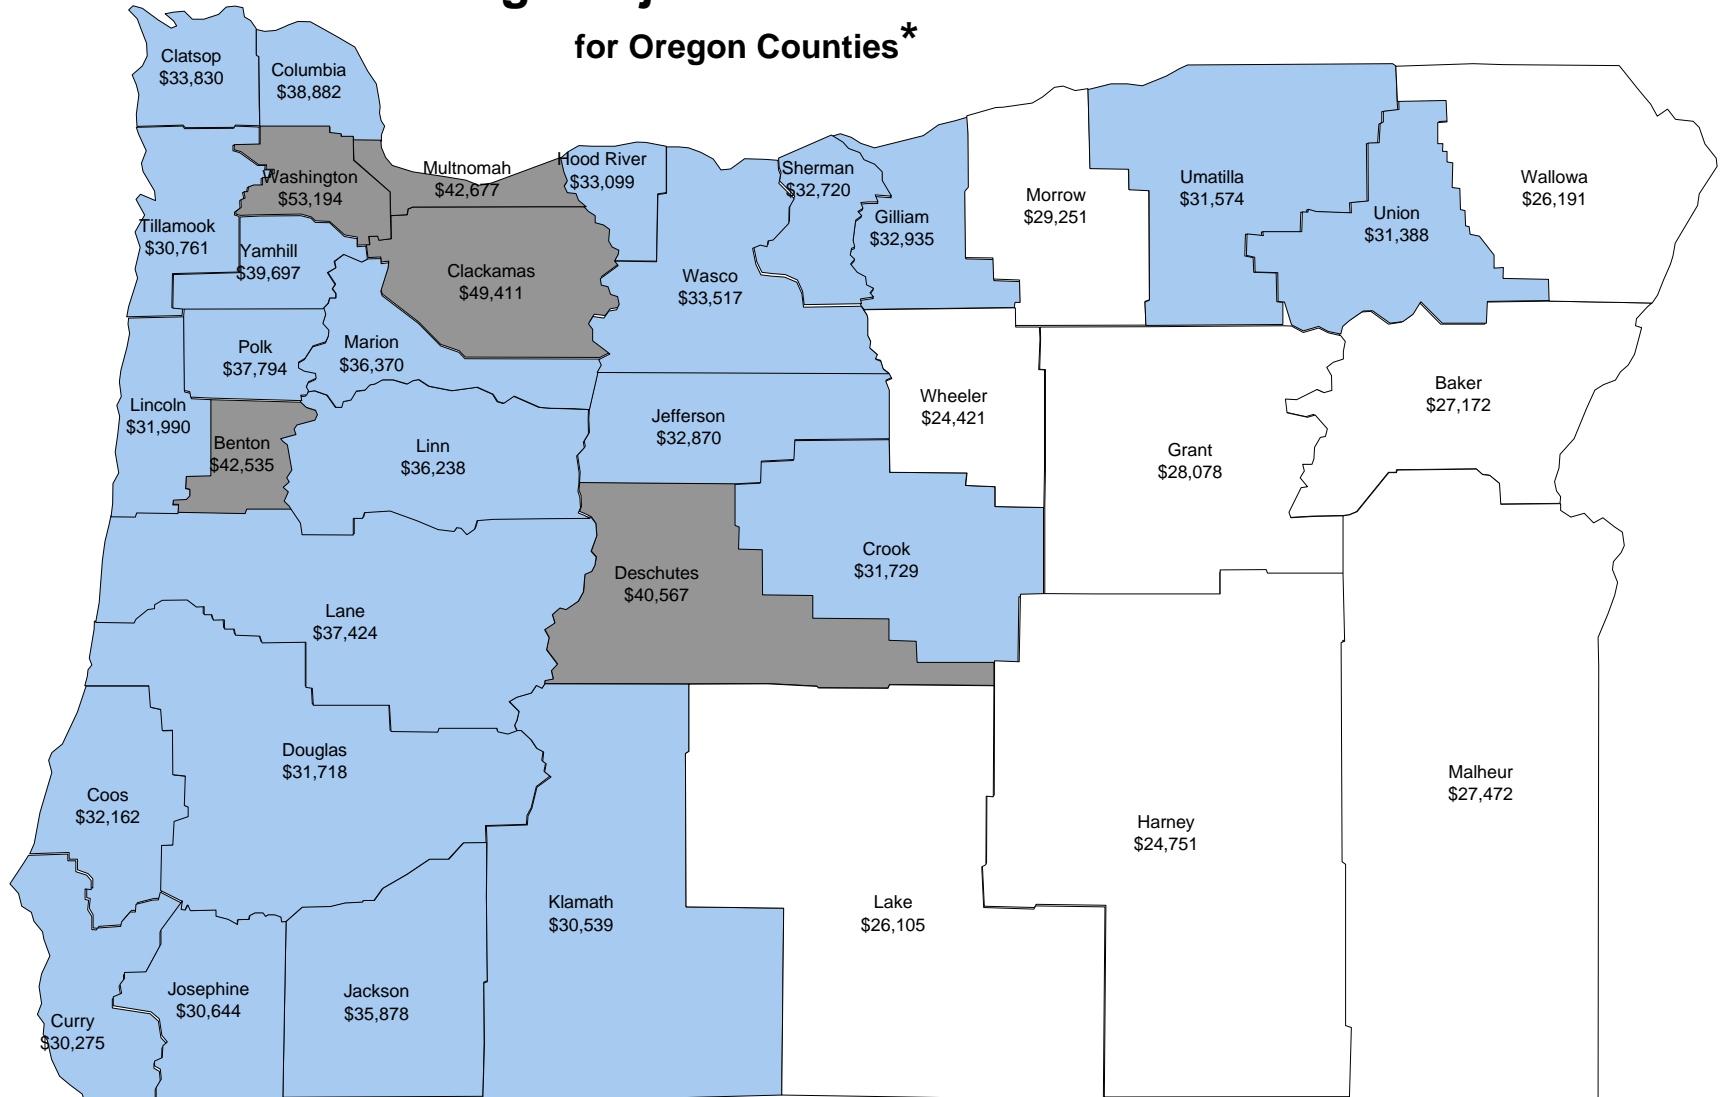 for Oregon Counties*
Clatsop
$33,830
Columbia
$38,882
Washington
$53,194
Multnomah
$42,677
Hood River
$33,099
Sherman
$32,720
Gilliam
$32,935
Morrow
$29,251
Umatilla
$31,574
Union
$31,388
Wallowa
$26,191
Tillamook
$30,761
Yamhill
$39,697
Clackamas
$49,411
Wasco
$33,517
Polk
$37,794
Marion
$36,370
Lincoln
$31,990
Benton
$42,535
Linn
$36,238
Jefferson
$32,870
Wheeler
$24,421
Grant
$28,078
Baker
$27,172
Lane
$37,424
Deschutes
$40,567
Crook
$31,729
Douglas
$31,718
Coos
$32,162
Klamath
$30,539
Lake
$26,105
Harney
$24,751
Malheur
$27,472
Curry
$30,275
Josephine
$30,644
Jackson
$35,878